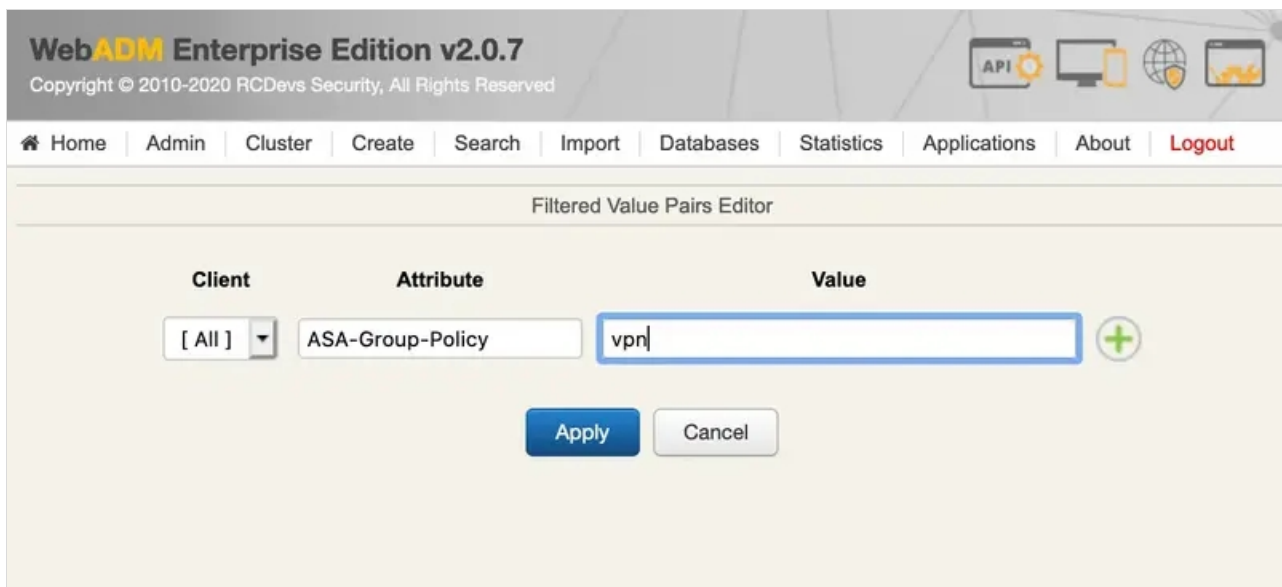 WebADM Enterprise Edition v2.0.7
Copyright © 2010-2020 RCDevs Security, All Rights Reserved
API
Home Admin Cluster Create Search Import Databases Statistics Applications About Logout
Filtered Value Pairs Editor
Client Attribute Value
[ All ] ASA-Group-Policy vpn
Apply Cancel